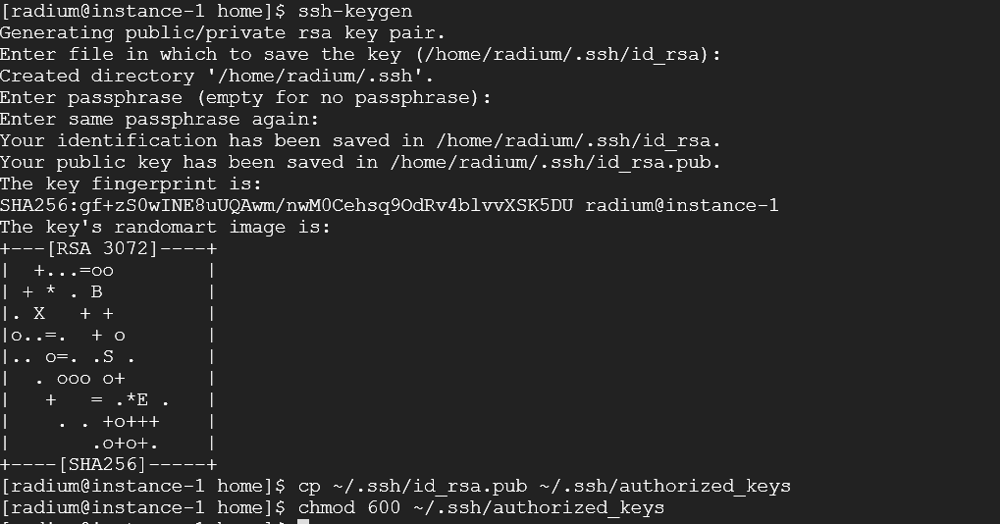 [radium@instance-1 home]$ ssh-keygen
Generating public/private rsa key pair.
Enter file in which to save the key (/home/radium/.ssh/id_rsa):
Created directory '/home/radium/.ssh'.
Enter passphrase (empty for no passphrase):
Enter same passphrase again:
Your identification has been saved in /home/radium/.ssh/id_rsa.
Your public key has been saved in /home/radium/.ssh/id_rsa.pub.
The key fingerprint is:
SHA256:gf+zS0wINE8uUQAwm/nwM0Cehsq9OdRv4blvvXSK5DU radium@instance-1
The key's randomart image is:
+---[RSA 3072]----+
|  +...=oo        |
| + * . B         |
|. X   + +        |
|o..=.  + o       |
|.. o=. .S .      |
|  . ooo o+       |
|   +   = .*E .   |
|    . . +o+++    |
|       .o+o+.    |
+----[SHA256]-----+
[radium@instance-1 home]$ cp ~/.ssh/id_rsa.pub ~/.ssh/authorized_keys
[radium@instance-1 home]$ chmod 600 ~/.ssh/authorized_keys
[radium@instance-1 home]$